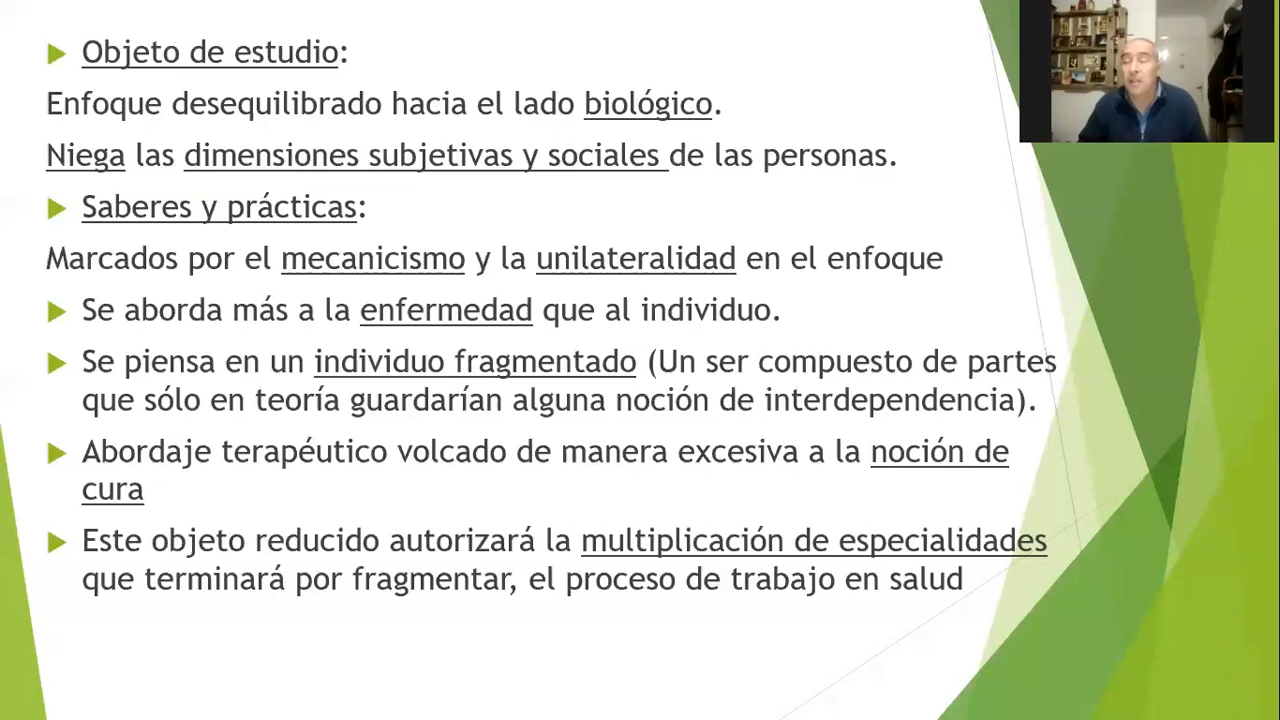 Objeto de estudio:
Enfoque desequilibrado hacia el lado biológico.
Niega las dimensiones subjetivas y sociales de las personas.
Saberes y prácticas:
Marcados por el mecanicismo y la unilateralidad en el enfoque
Se aborda más a la enfermedad que al individuo.
Se piensa en un individuo fragmentado (Un ser compuesto de partes
que sólo en teoría guardarían alguna noción de interdependencia).
Abordaje terapéutico volcado de manera excesiva a la noción de
cura
Este objeto reducido autorizará la multiplicación de especialidades
que terminará por fragmentar, el proceso de trabajo en salud